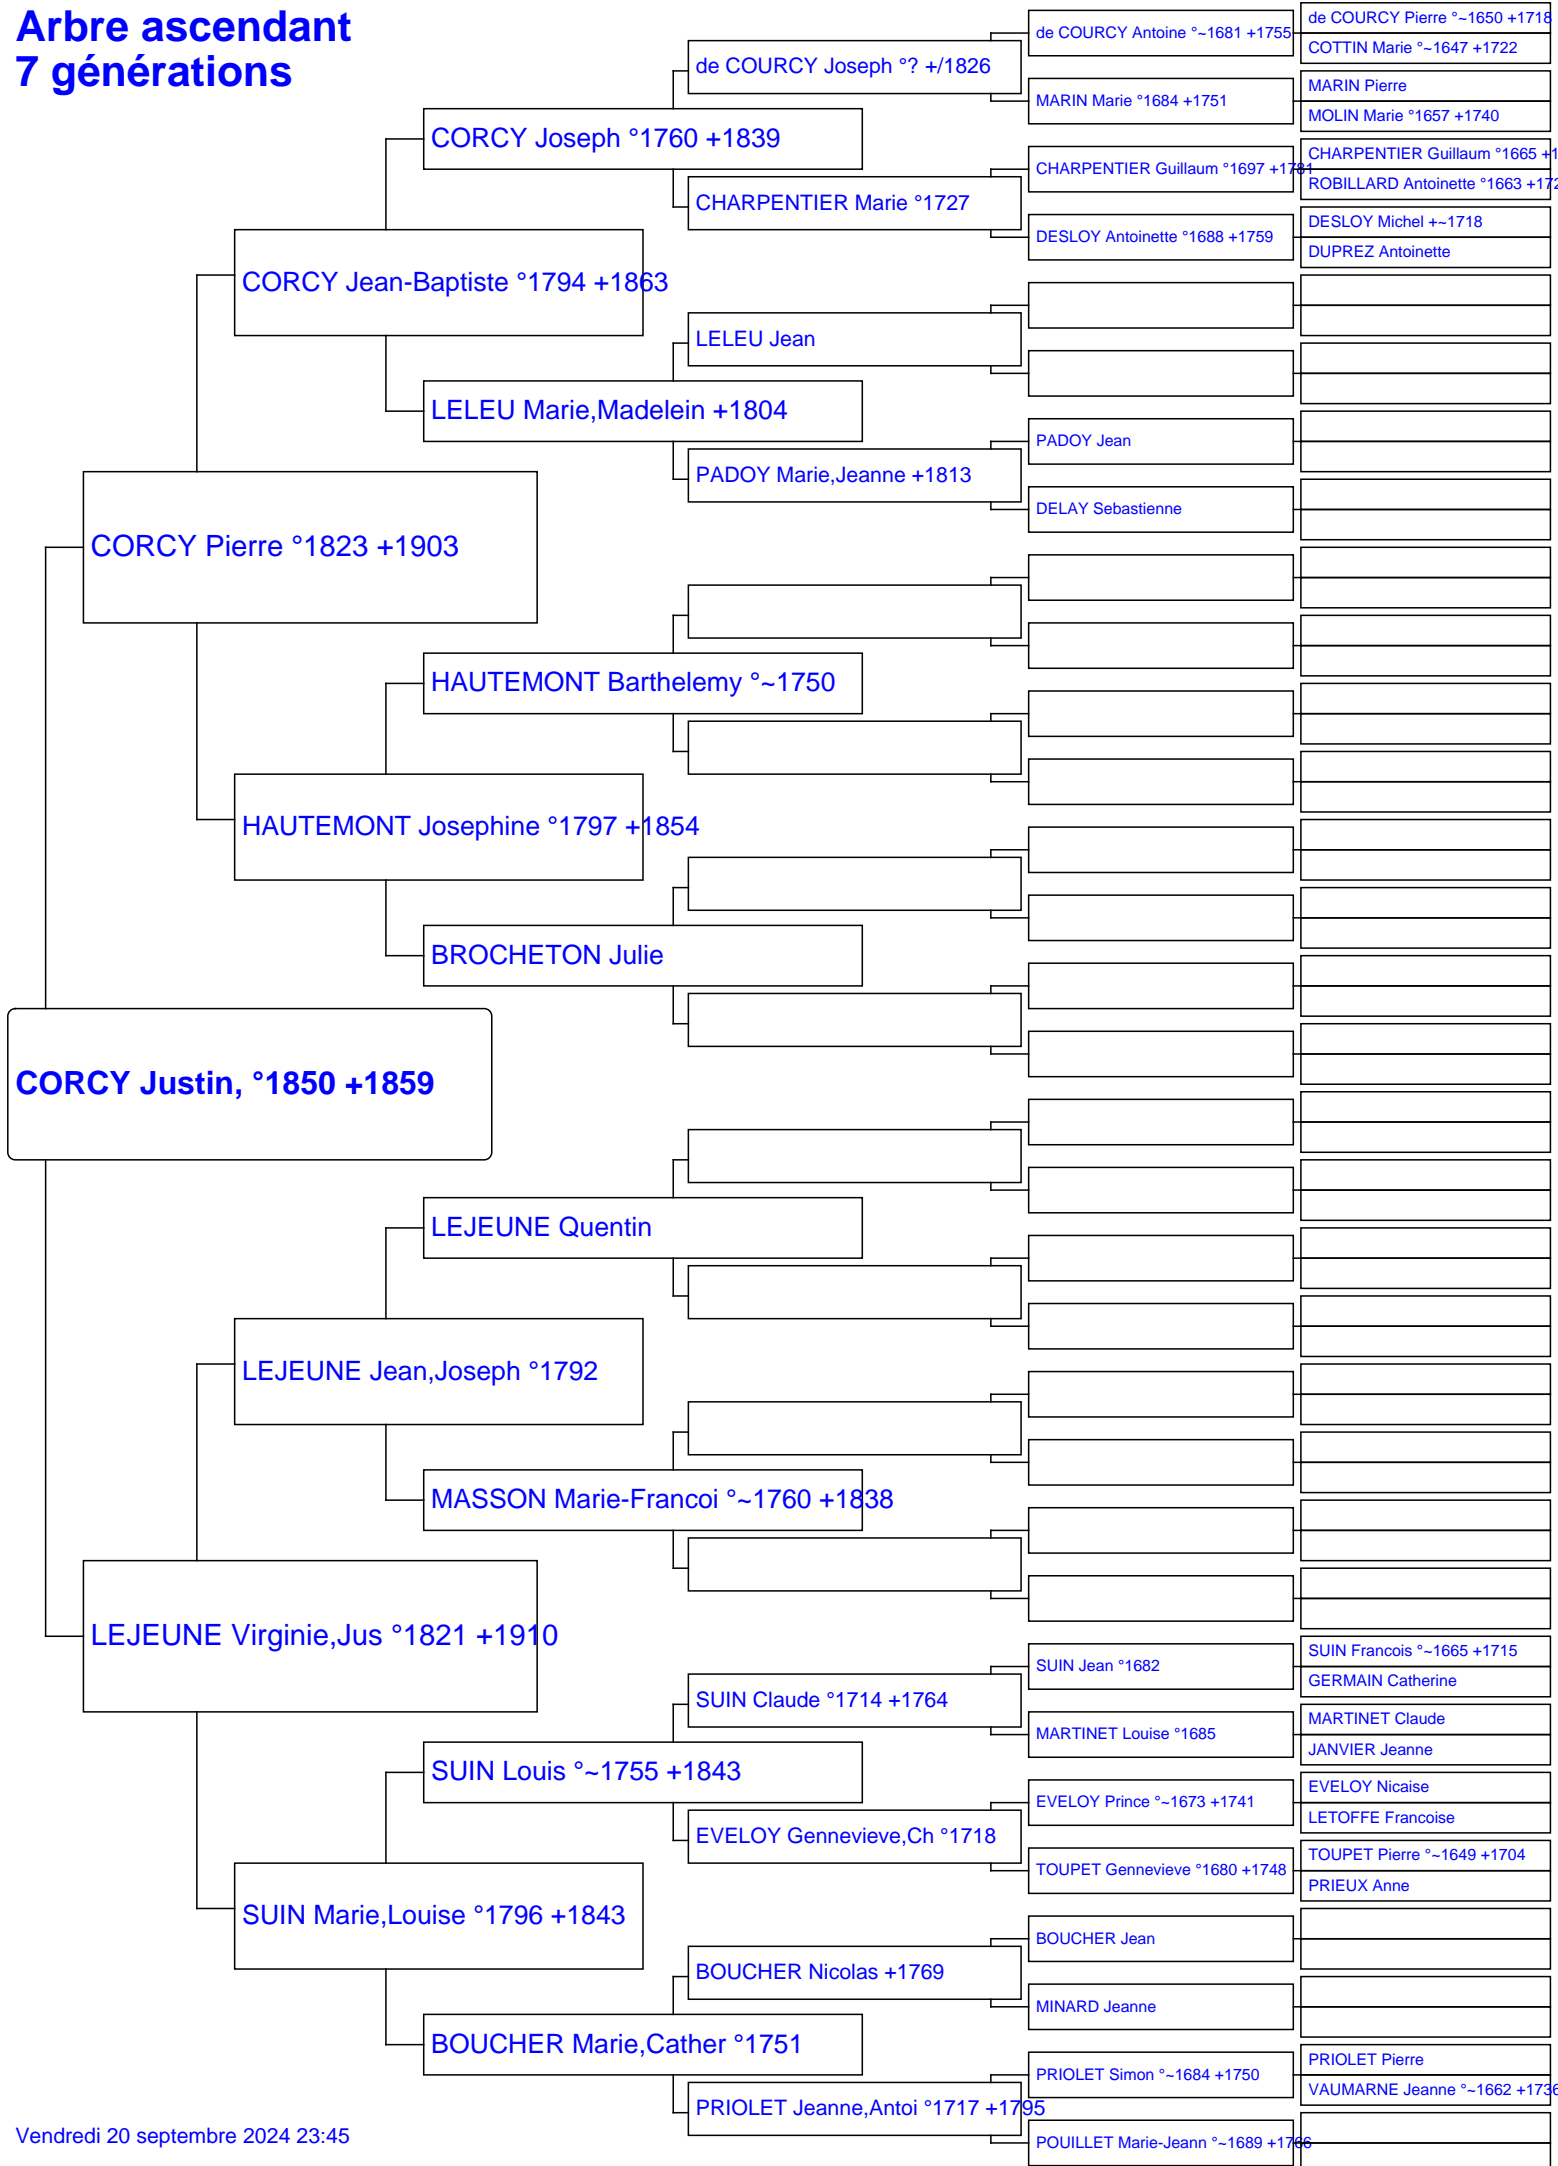 Arbre ascendant
7 générations
CORCY Justin, °1850 +1859
CORCY Pierre °1823 +1903
LEJEUNE Virginie,Jus °1821 +1910
CORCY Jean-Baptiste °1794 +1863
HAUTEMONT Josephine °1797 +1854
LEJEUNE Jean,Joseph °1792
SUIN Marie,Louise °1796 +1843
CORCY Joseph °1760 +1839
LELEU Marie,Madelein +1804
HAUTEMONT Barthelemy °~1750
BROCHETON Julie
LEJEUNE Quentin
MASSON Marie-Francoi °~1760 +1838
SUIN Louis °~1755 +1843
BOUCHER Marie,Cather °1751
de COURCY Joseph °? +/1826
CHARPENTIER Marie °1727
LELEU Jean
PADOY Marie,Jeanne +1813
SUIN Claude °1714 +1764
EVELOY Gennevieve,Ch °1718
BOUCHER Nicolas +1769
PRIOLET Jeanne,Antoi °1717 +1795
de COURCY Antoine °~1681 +1755
MARIN Marie °1684 +1751
CHARPENTIER Guillaum °1697 +1781
DESLOY Antoinette °1688 +1759
PADOY Jean
DELAY Sebastienne
SUIN Jean °1682
MARTINET Louise °1685
EVELOY Prince °~1673 +1741
TOUPET Gennevieve °1680 +1748
BOUCHER Jean
MINARD Jeanne
PRIOLET Simon °~1684 +1750
POUILLET Marie-Jeann °~1689 +1766
de COURCY Pierre °~1650 +1718
COTTIN Marie °~1647 +1722
MARIN Pierre
MOLIN Marie °1657 +1740
CHARPENTIER Guillaum °1665 +1
ROBILLARD Antoinette °1663 +172
DESLOY Michel +~1718
DUPREZ Antoinette
SUIN Francois °~1665 +1715
GERMAIN Catherine
MARTINET Claude
JANVIER Jeanne
EVELOY Nicaise
LETOFFE Francoise
TOUPET Pierre °~1649 +1704
PRIEUX Anne
PRIOLET Pierre
VAUMARNE Jeanne °~1662 +1736
Vendredi 20 septembre 2024 23:45